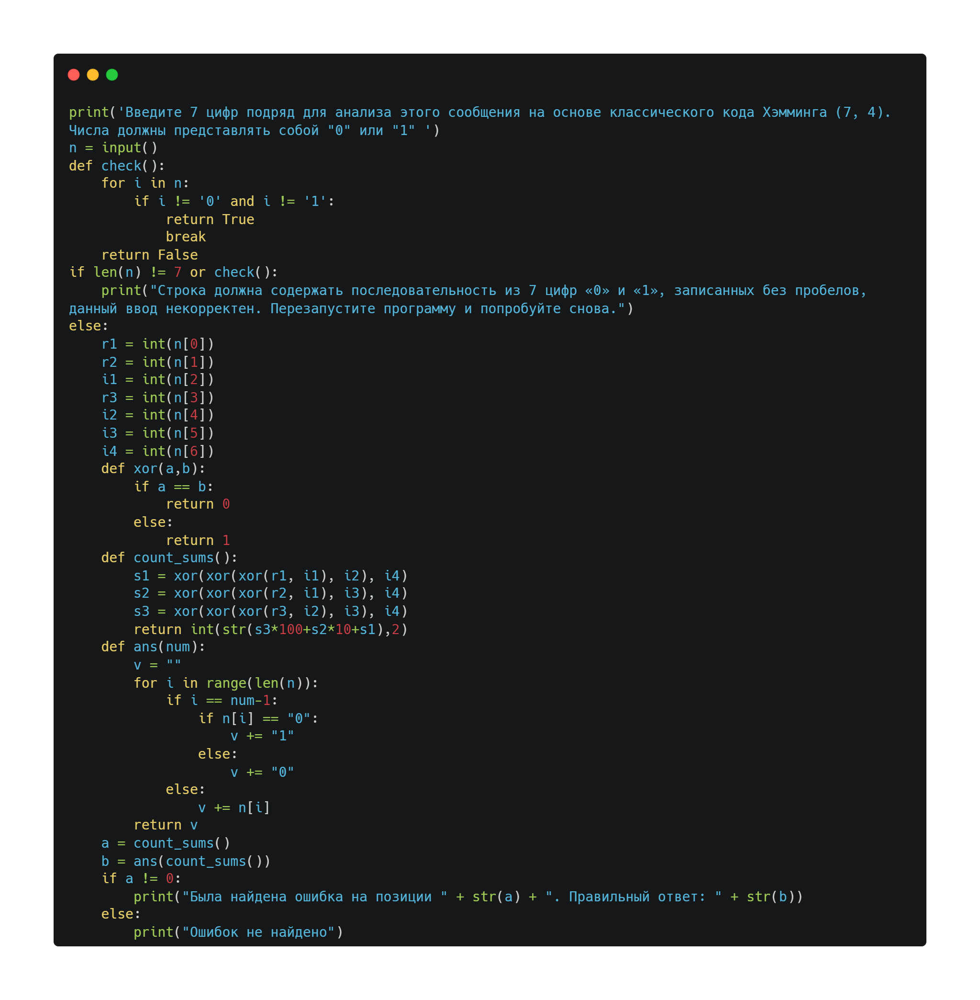 print('Введите 7 цифр подряд для анализа этого сообщения на основе классического кода Хэмминга (7, 4).
Числа должны представлять собой "0" или "1" ')
n = input()
def check():
    for i in n:
        if i != '0' and i != '1':
            return True
            break
    return False
if len(n) != 7 or check():
    print("Строка должна содержать последовательность из 7 цифр «0» и «1», записанных без пробелов,
данный ввод некорректен. Перезапустите программу и попробуйте снова.")
else:
    r1 = int(n[0])
    r2 = int(n[1])
    i1 = int(n[2])
    r3 = int(n[3])
    i2 = int(n[4])
    i3 = int(n[5])
    i4 = int(n[6])
    def xor(a,b):
        if a == b:
            return 0
        else:
            return 1
    def count_sums():
        s1 = xor(xor(xor(r1, i1), i2), i4)
        s2 = xor(xor(xor(r2, i1), i3), i4)
        s3 = xor(xor(xor(r3, i2), i3), i4)
        return int(str(s3*100+s2*10+s1),2)
    def ans(num):
        v = ""
        for i in range(len(n)):
            if i == num-1:
                if n[i] == "0":
                    v += "1"
                else:
                    v += "0"
            else:
                v += n[i]
        return v
    a = count_sums()
    b = ans(count_sums())
    if a != 0:
        print("Была найдена ошибка на позиции " + str(a) + ". Правильный ответ: " + str(b))
    else:
        print("Ошибок не найдено")